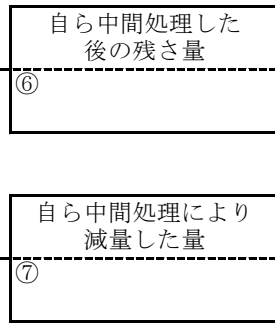 自ら中間処理した
後の残さ量
⑥
自ら中間処理により
減量した量
⑦